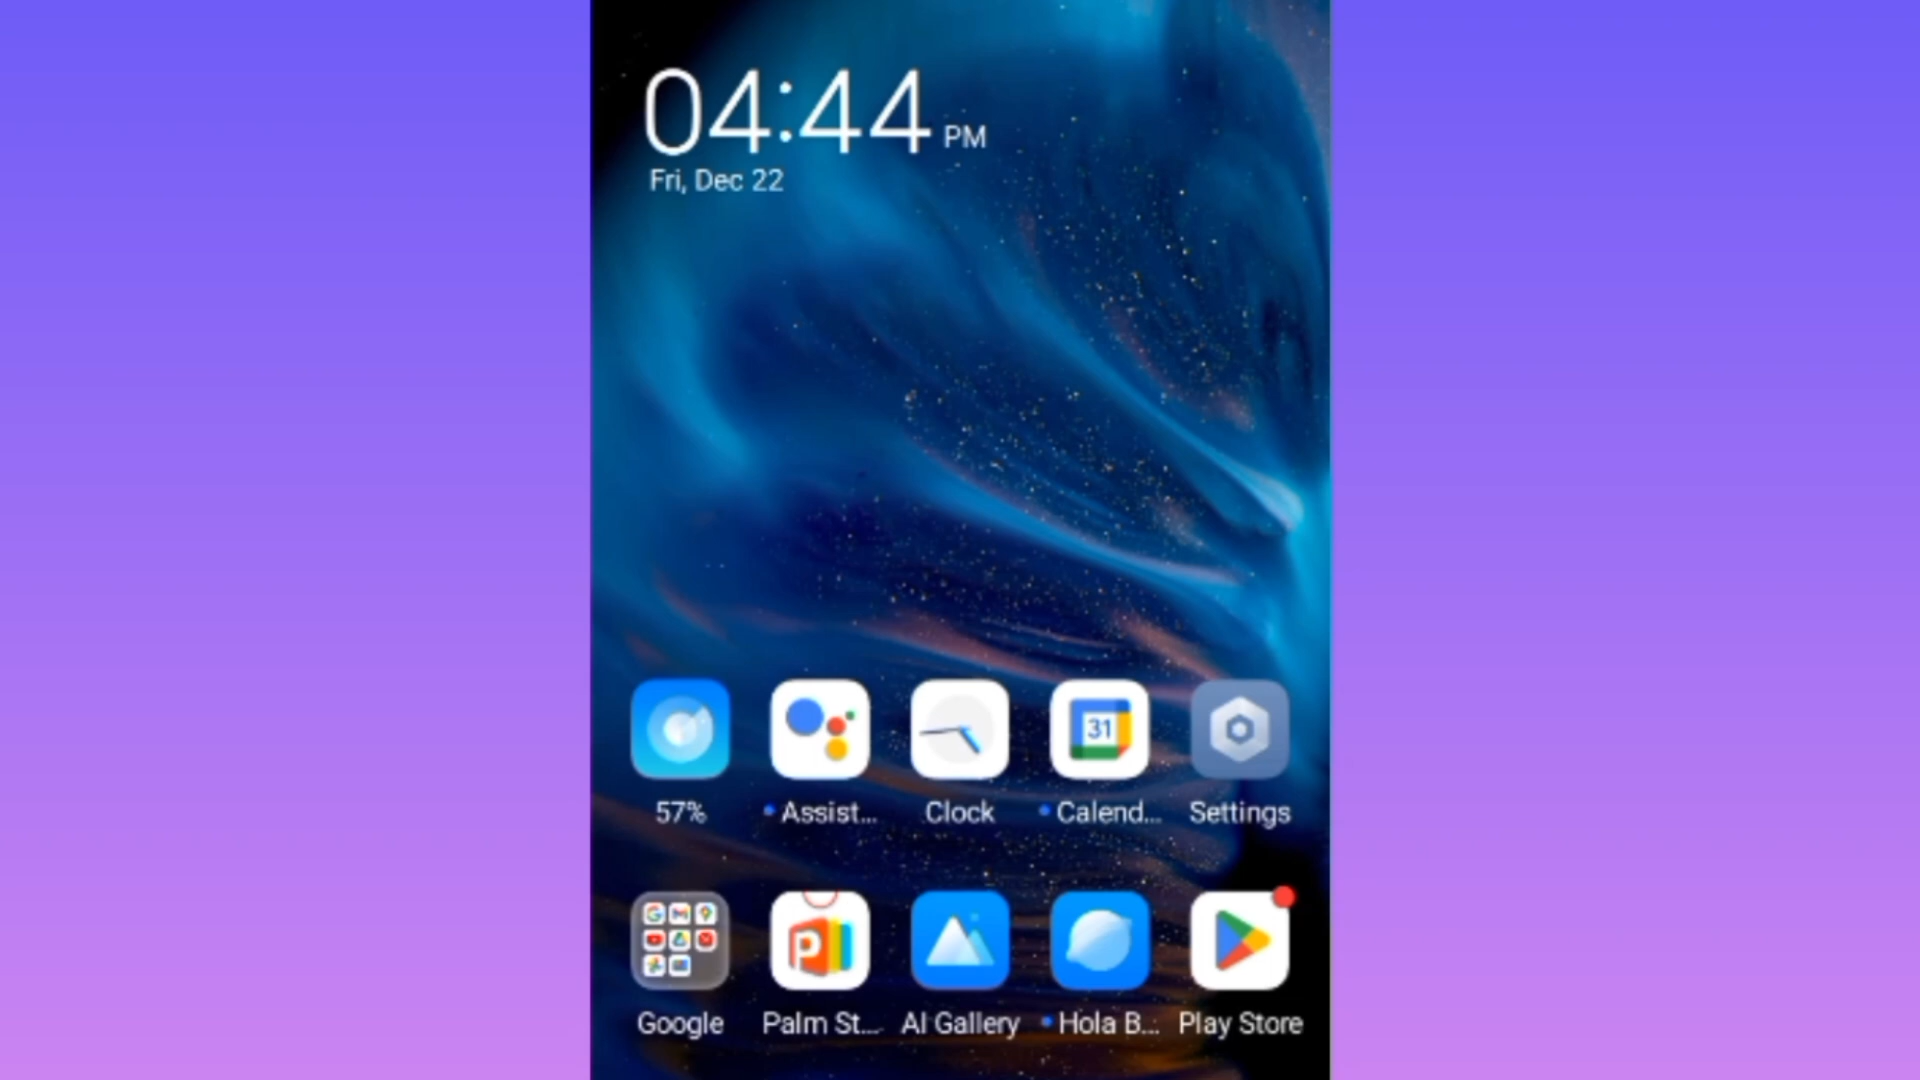 04:44 PM
Fri, Dec 22
31
57% Assist... Clock Calend... Settings
P
Google Palm St... AI Gallery Hola B... Play Store